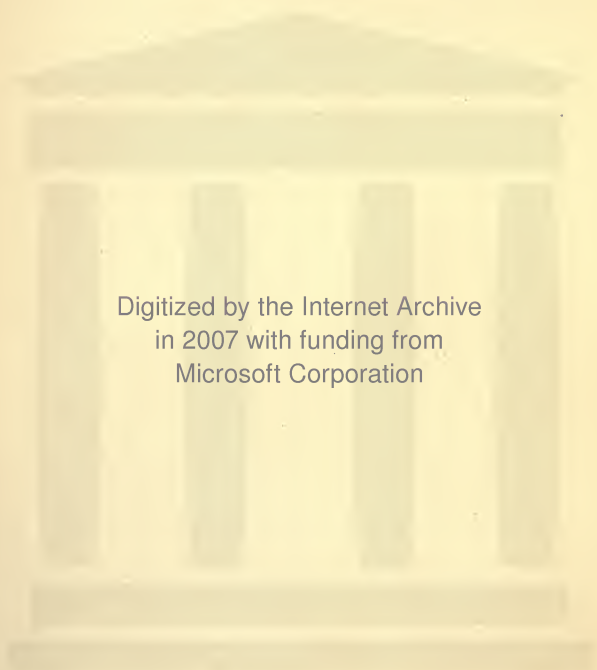 Digitized by the Internet Archive
in 2007 with funding from
Microsoft Corporation